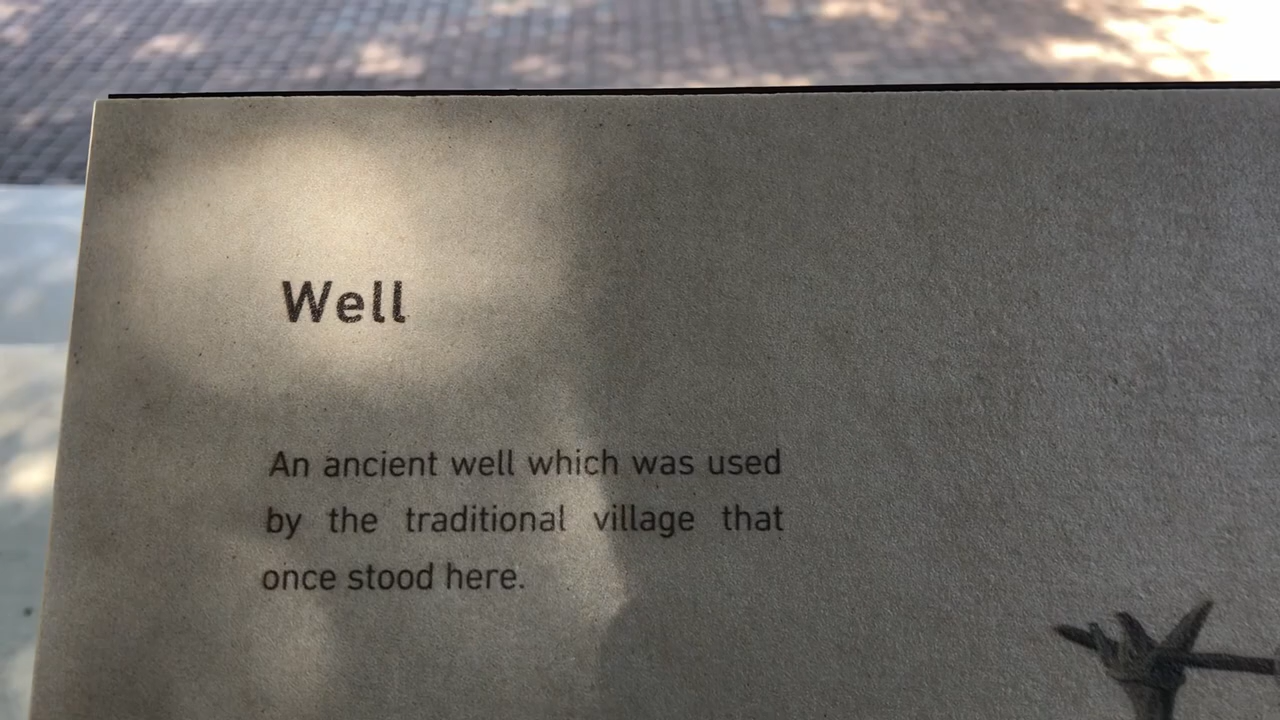 Well
An ancient well which was used
by the traditional village that
once stood here.